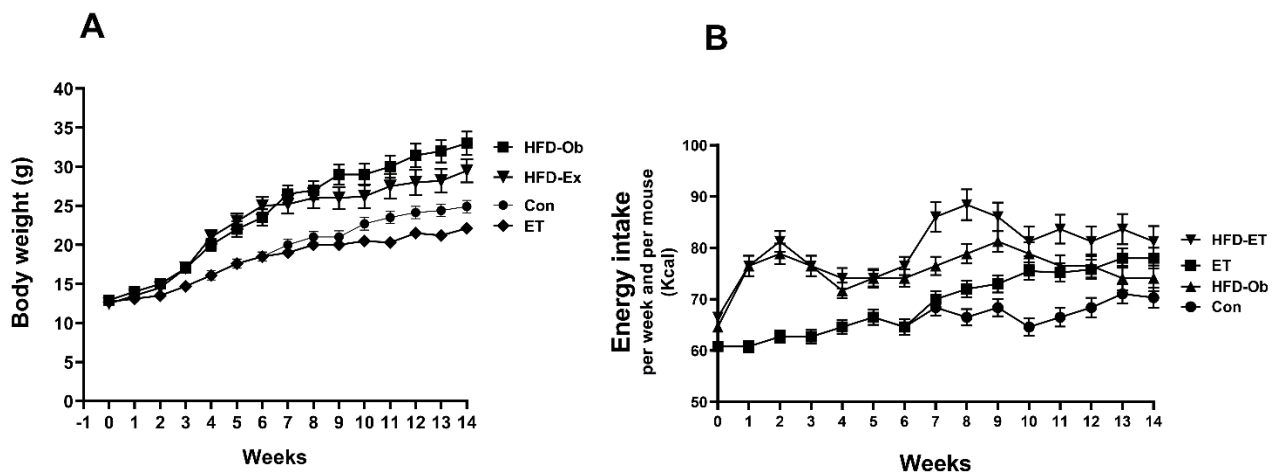 A
Body weight (g)
40
35
30
25
20
15
10
5
0
-1 0 1 2 3 4 5 6 7 8 9 10 11 12 13 14
Weeks
HFD-Ob
HFD-Ex
Con
ET
B
Energy intake
per week and per mouse
(Kcal)
100
90
80
70
60
50
0 1 2 3 4 5 6 7 8 9 10 11 12 13 14
Weeks
HFD-ET
ET
HFD-Ob
Con